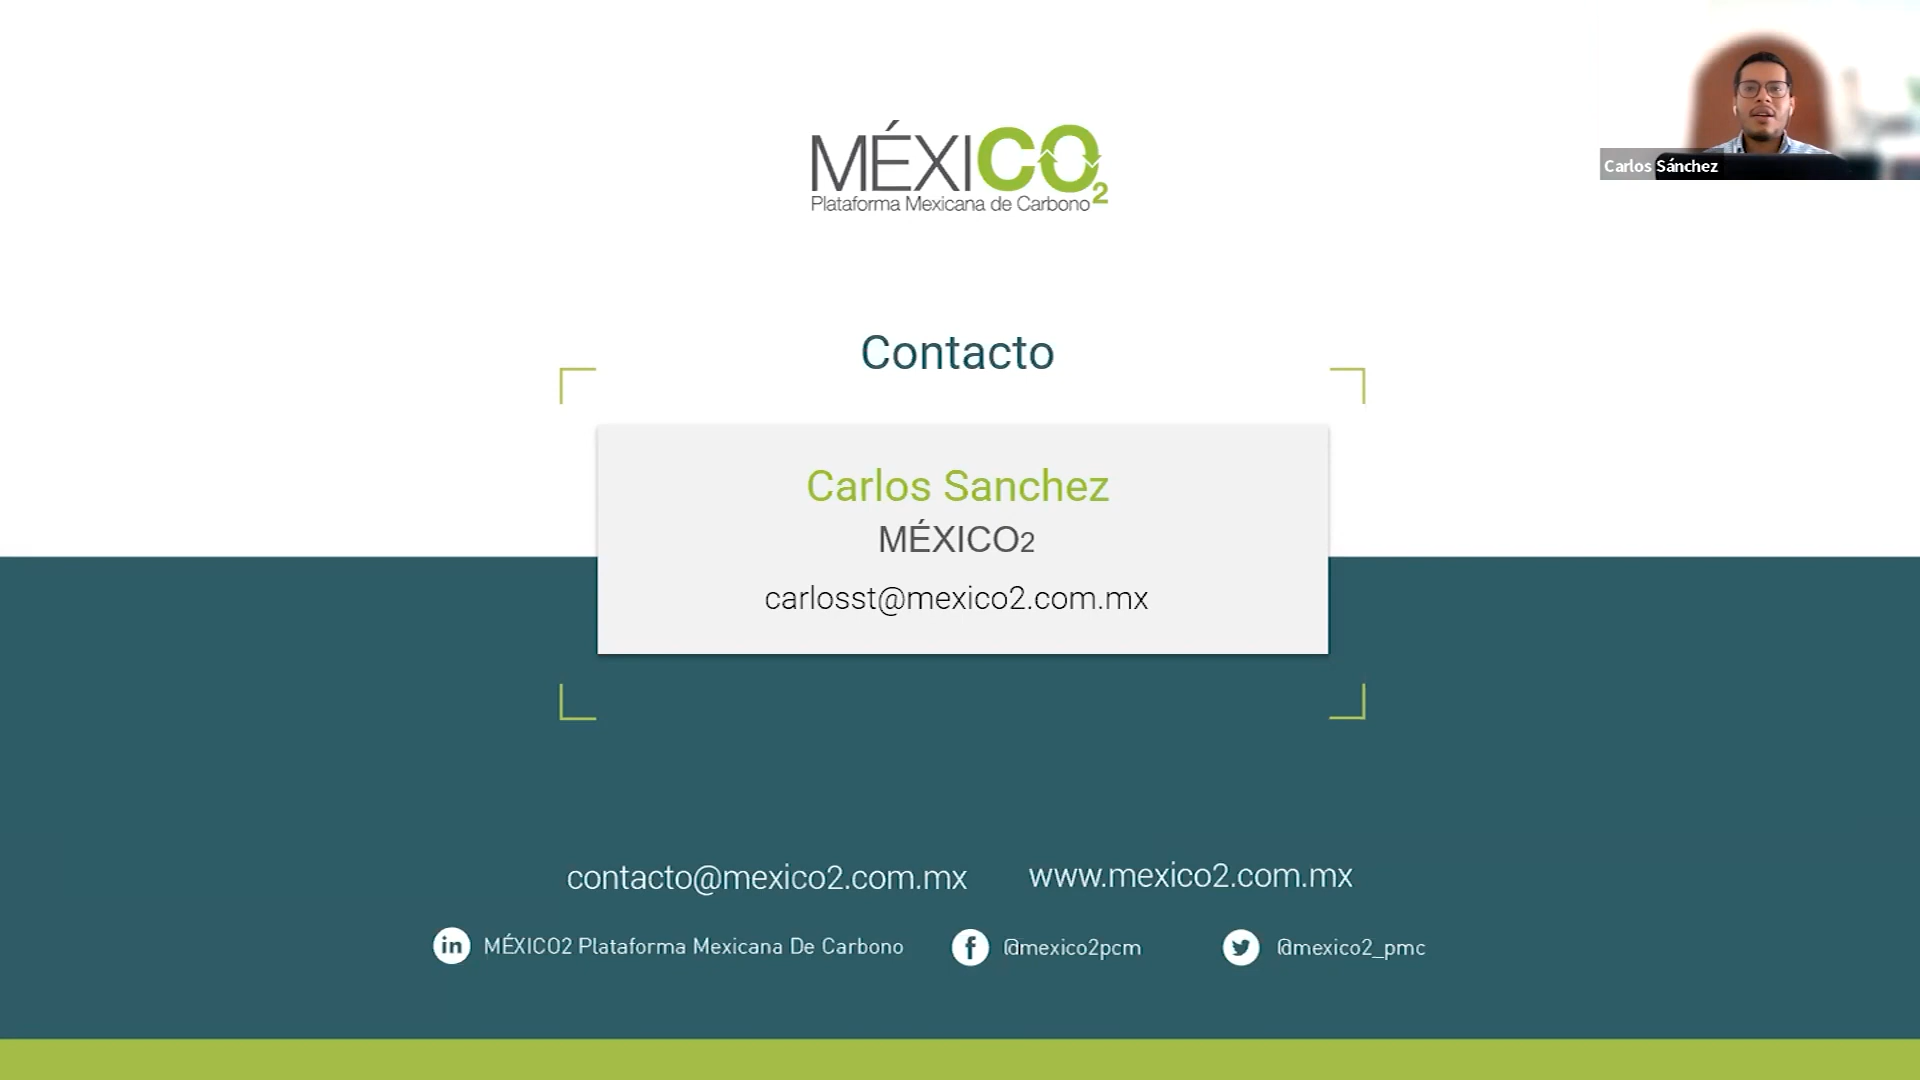 MÉXICO2
Plataforma Mexicana de Carbono
Carlos Sánchez
Contacto
Carlos Sanchez
MÉXICO2
carlosst@mexico2.com.mx
contacto@mexico2.com.mx www.mexico2.com.mx
in MÉXICO2 Plataforma Mexicana De Carbono f @mexico2pcm @mexico2_pmc